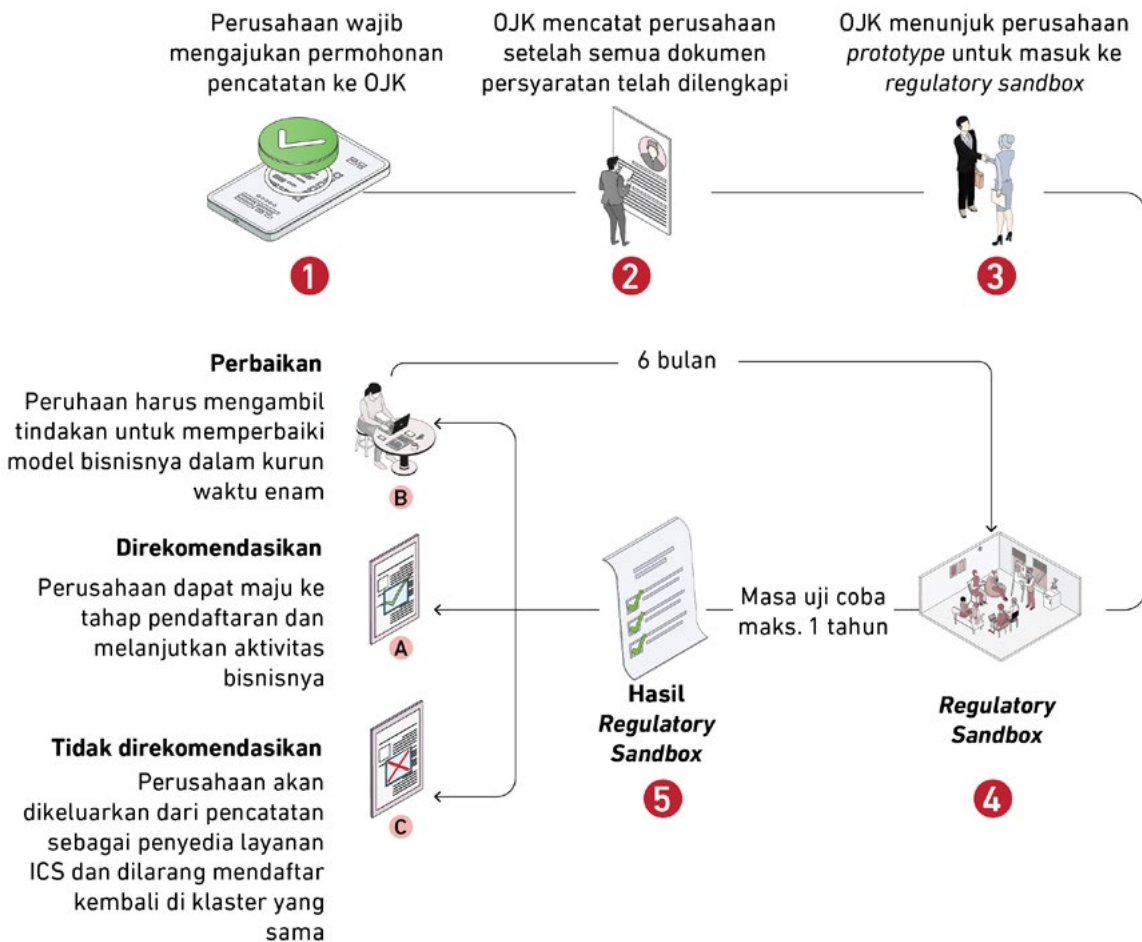 Perusahaan wajib
mengajukan permohonan
pencatatan ke OJK
1
OJK mencatat perusahaan
setelah semua dokumen
persyaratan telah dilengkapi
2
OJK menunjuk perusahaan
prototype untuk masuk ke
regulatory sandbox
3
Perbaikan
Peruhaan harus mengambil
tindakan untuk memperbaiki
model bisnisnya dalam kurun
waktu enam
B
6 bulan
Direkomendasikan
Perusahaan dapat maju ke
tahap pendaftaran dan
melanjutkan aktivitas
bisnisnya
A
Tidak direkomendasikan
Perusahaan akan
dikeluarkan dari pencatatan
sebagai penyedia layanan
ICS dan dilarang mendaftar
kembali di klaster yang
sama
C
Hasil
Regulatory
Sandbox
5
Masa uji coba
maks. 1 tahun
Regulatory
Sandbox
4